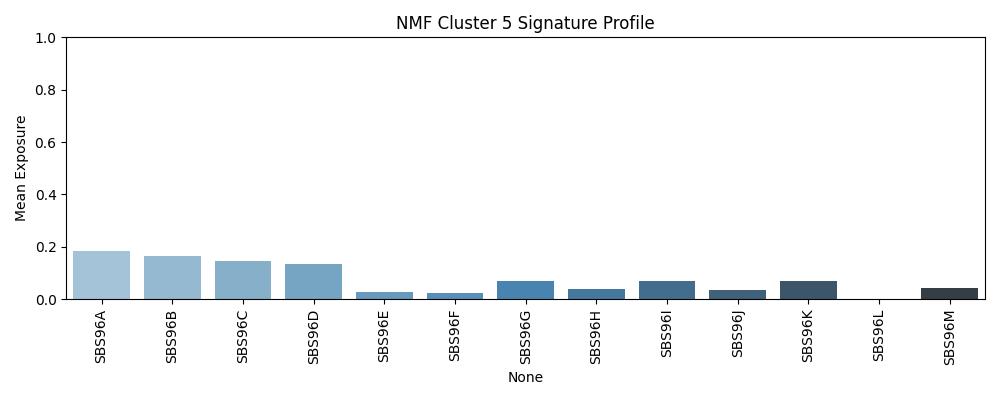 NMF Cluster 5 Signature Profile
Mean Exposure
1.0
0.8
0.6
0.4
0.2
0.0
SBS96A
SBS96B
SBS96C
SBS96D
SBS96E
SBS96F
SBS96G
SBS96H
SBS96I
SBS96J
SBS96K
SBS96L
SBS96M
None